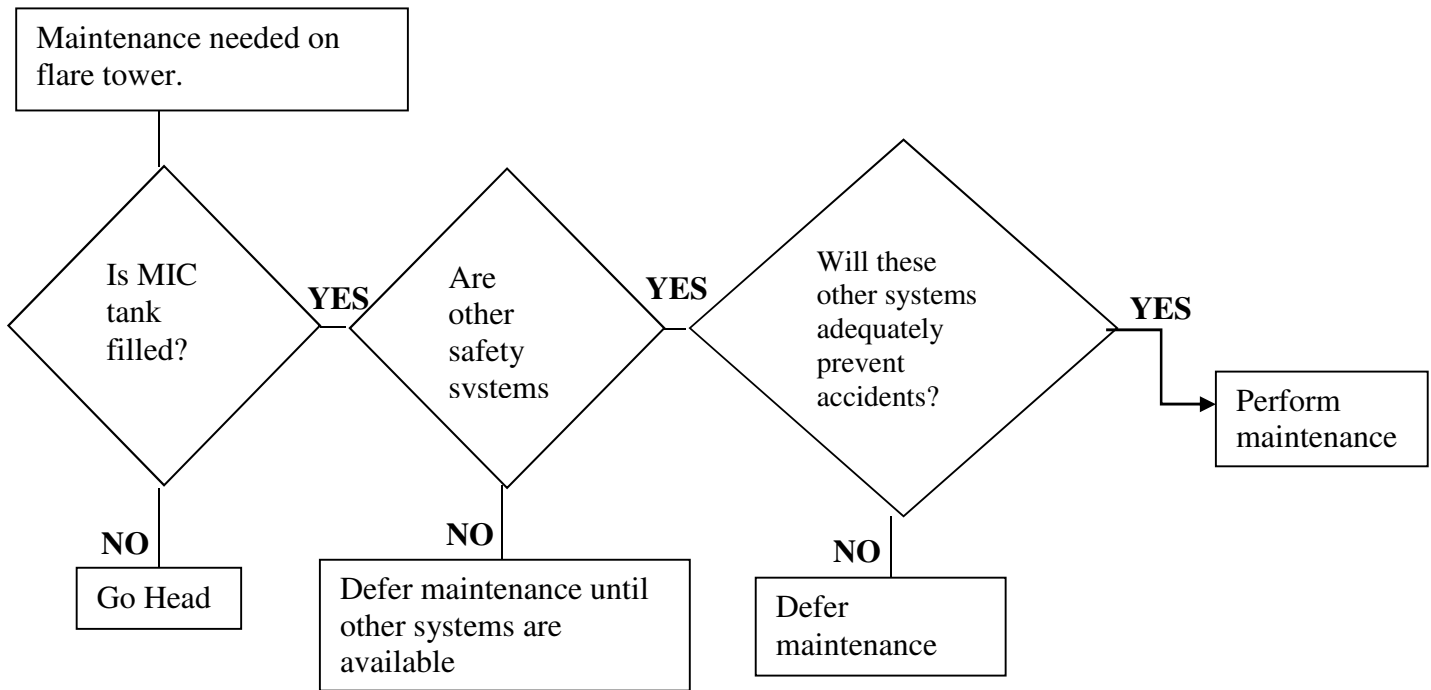 Maintenance needed on
flare tower.
Is MIC
tank
filled?
YES
Are
other
safety
systems
YES
Will these
other systems
adequately
prevent
accidents?
YES
Perform
maintenance
NO
Go Head
NO
Defer maintenance until
other systems are
available
NO
Defer
maintenance